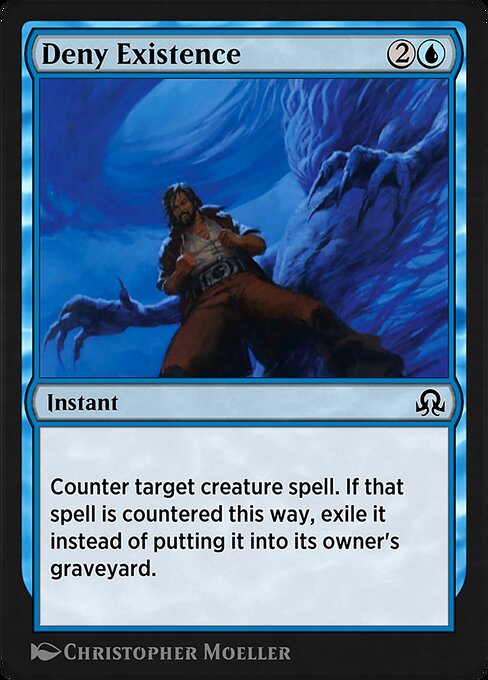 Deny Existence 2
Instant
Counter target creature spell. If that
spell is countered this way, exile it
instead of putting it into its owner's
graveyard.
Christopher Moeller